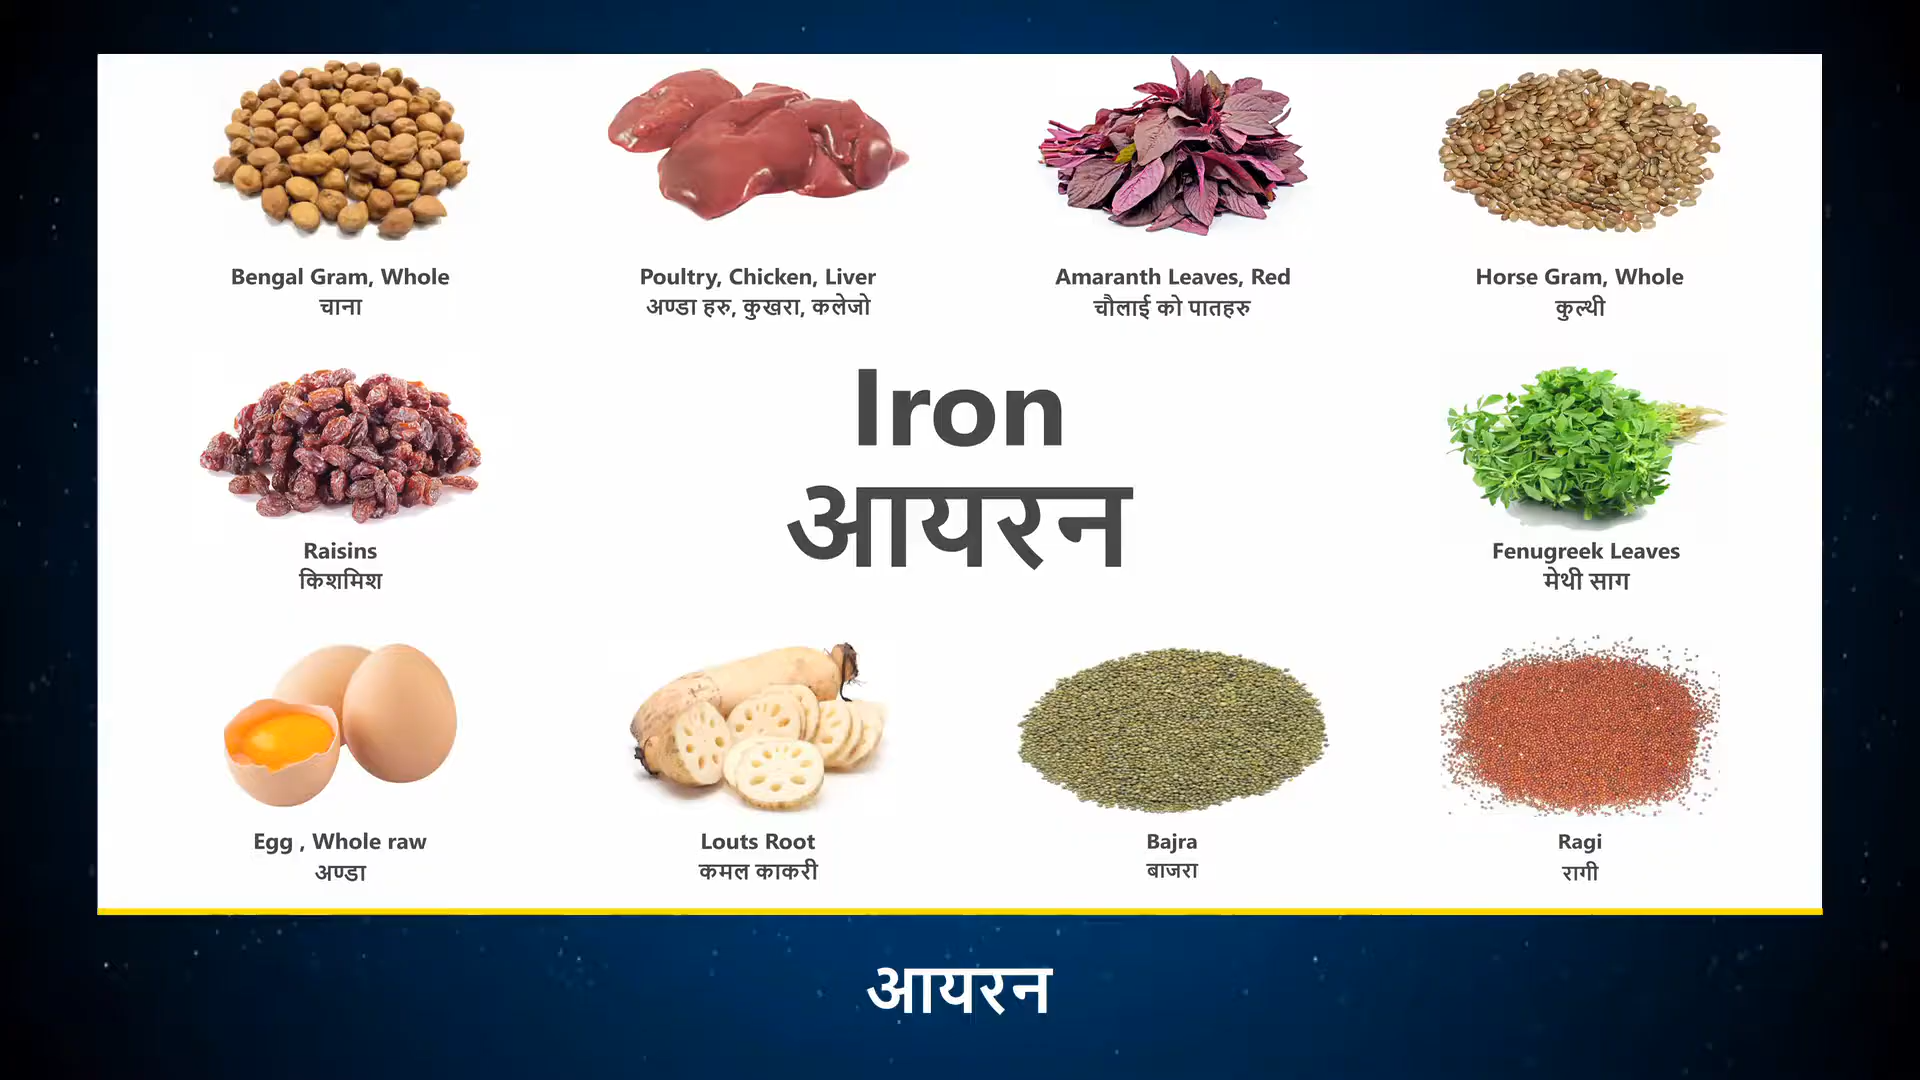 Bengal Gram, Whole
चाना
Poultry, Chicken, Liver
अण्डा हरु, कुखरा, कलेजो
Amaranth Leaves, Red
चौलाई को पातहरु
Horse Gram, Whole
कुल्थी
Raisins
किशमिश
Iron
आयरन
Fenugreek Leaves
मेथी साग
Egg , Whole raw
अण्डा
Louts Root
कमल काकरी
Bajra
बाजरा
Ragi
रागी
आयरन